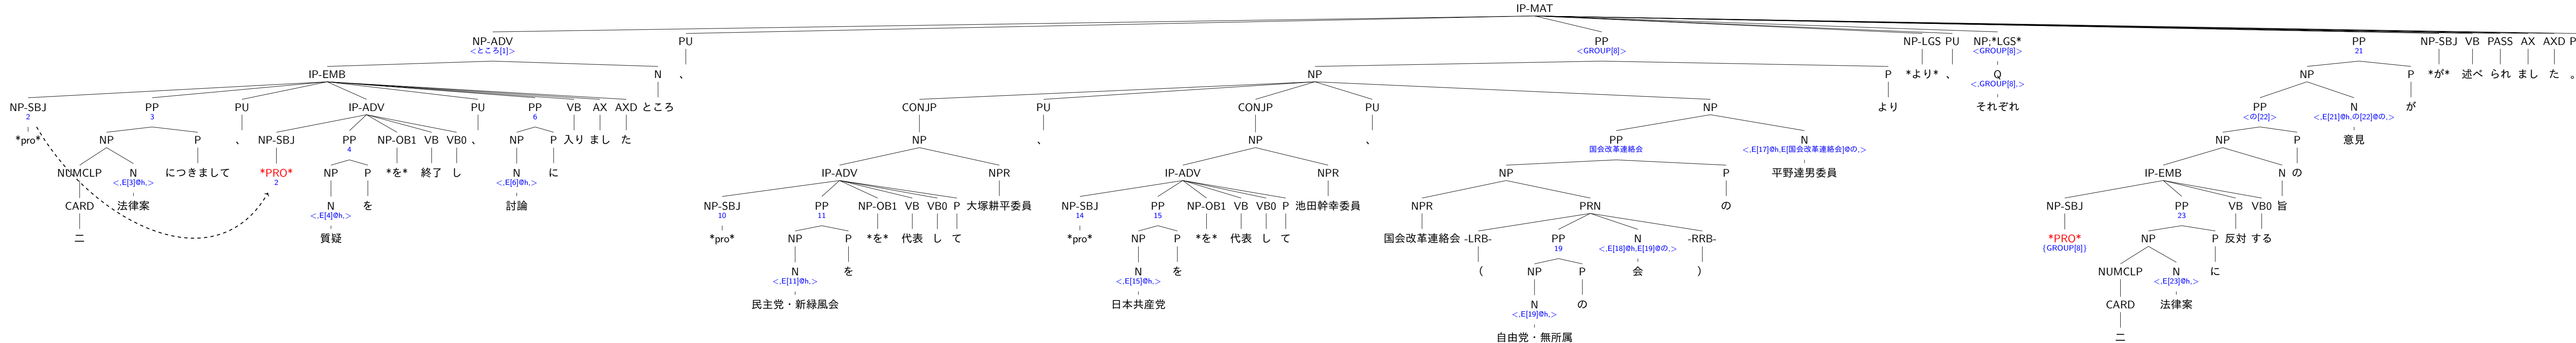 IP-MAT
NP-ADV PU PP NP-LGS PU NP;*LGS* PP NP-SBJ VB PASS AX AXD P
<ところ[1]> <GROUP[8]> <GROUP[8]> 21
IP-EMB N 、 NP P *より* 、 Q NP P *が* 述べ られ まし た 。
<,GROUP[8],>
NP-SBJ PP PU IP-ADV PU PP VB AX AXD ところ CONJP PU CONJP PU NP より それぞれ PP N が
2 3 6 <の[22]> <,E[21]@h,の[22]@の,>
*pro* NP P 、 NP-SBJ PP NP-OB1 VB VB0 、 NP P 入り まし た NP 、 NP 、 PP N NP P 意見
4 国会改革連絡会 <,E[17]@h,E[国会改革連絡会]@の,>
NUMCLP N につきまして *PRO* NP P *を* 終了 し N に IP-ADV NPR IP-ADV NPR NP P 平野達男委員 IP-EMB N の
<,E[3]@h,> 2 <,E[6]@h,>
CARD 法律案 N を 討論 NP-SBJ PP NP-OB1 VB VB0 P 大塚耕平委員 NP-SBJ PP NP-OB1 VB VB0 P 池田幹幸委員 NPR PRN の NP-SBJ PP VB VB0 旨
<,E[4]@h,> 10 11 14 15 23
二 質疑 *pro* NP P *を* 代表 し て *pro* NP P *を* 代表 し て 国会改革連絡会 -LRB- PP N -RRB- *PRO* NP P 反対 する
19 <,E[18]@h,E[19]@の,> {GROUP[8]}
N を N を （ NP P 会 ） NUMCLP N に
<,E[11]@h,> <,E[15]@h,> <,E[23]@h,>
民主党・新緑風会 日本共産党 N の CARD 法律案
<,E[19]@h,>
自由党・無所属 二